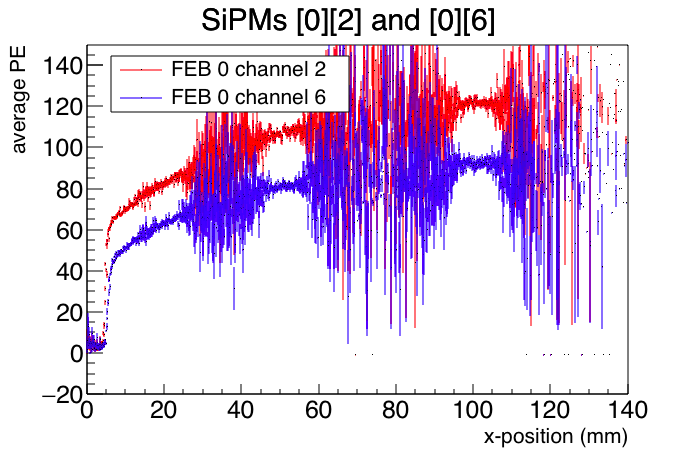 SiPMs [0][2] and [0][6]
average PE
140
120
100
80
60
40
20
0
−20
FEB 0 channel 2
FEB 0 channel 6
0 20 40 60 80 100 120 140
x-position (mm)